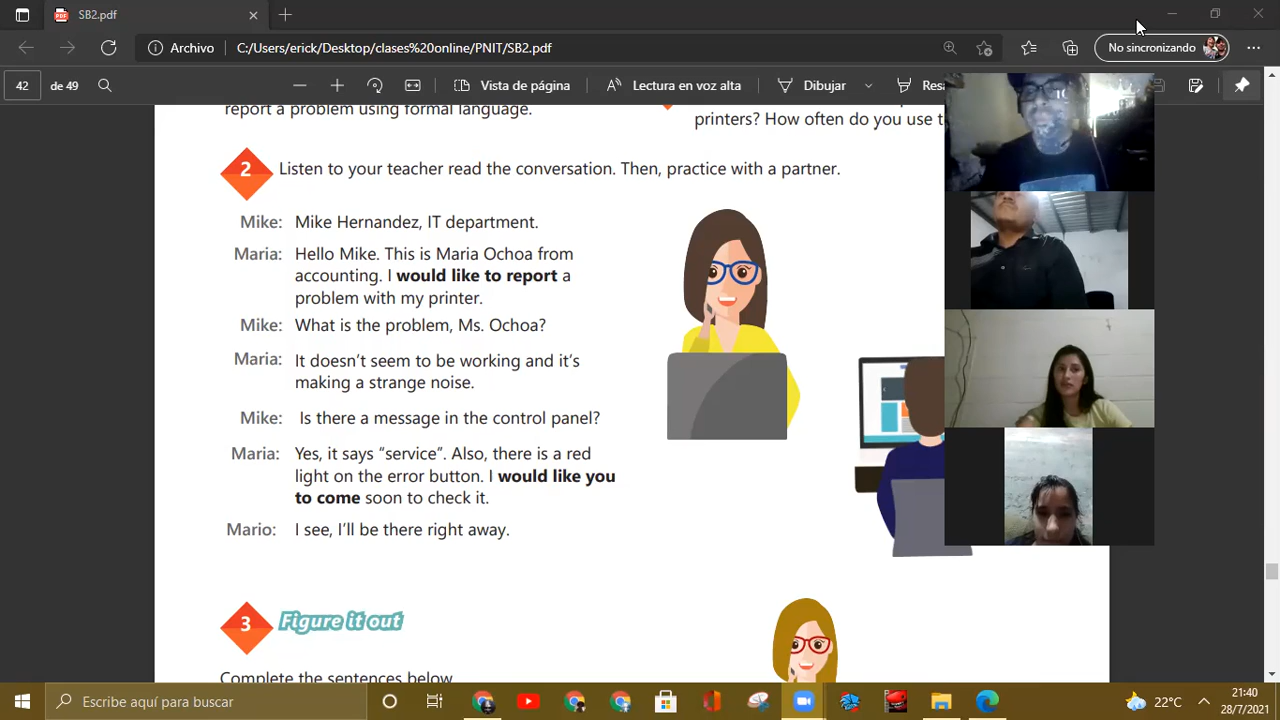 SB2.pdf
Archivo
C:/Users/erick/Desktop/clases%20online/PNIT/SB2.pdf
No sincronizando
42 de 49
Vista de página
Lectura en voz alta
Dibujar
Resa
report a problem using formal language.
printers? How often do you use t
2 Listen to your teacher read the conversation. Then, practice with a partner.
Mike: Mike Hernandez, IT department.
Maria: Hello Mike. This is Maria Ochoa from
accounting. I would like to report a
problem with my printer.
Mike: What is the problem, Ms. Ochoa?
Maria: It doesn't seem to be working and it's
making a strange noise.
Mike: Is there a message in the control panel?
Maria: Yes, it says “service”. Also, there is a red
light on the error button. I would like you
to come soon to check it.
Mario: I see, I'll be there right away.
3 Figure it out
Complete the sentences below
Escribe aquí para buscar
22°C
21:40
28/7/2021